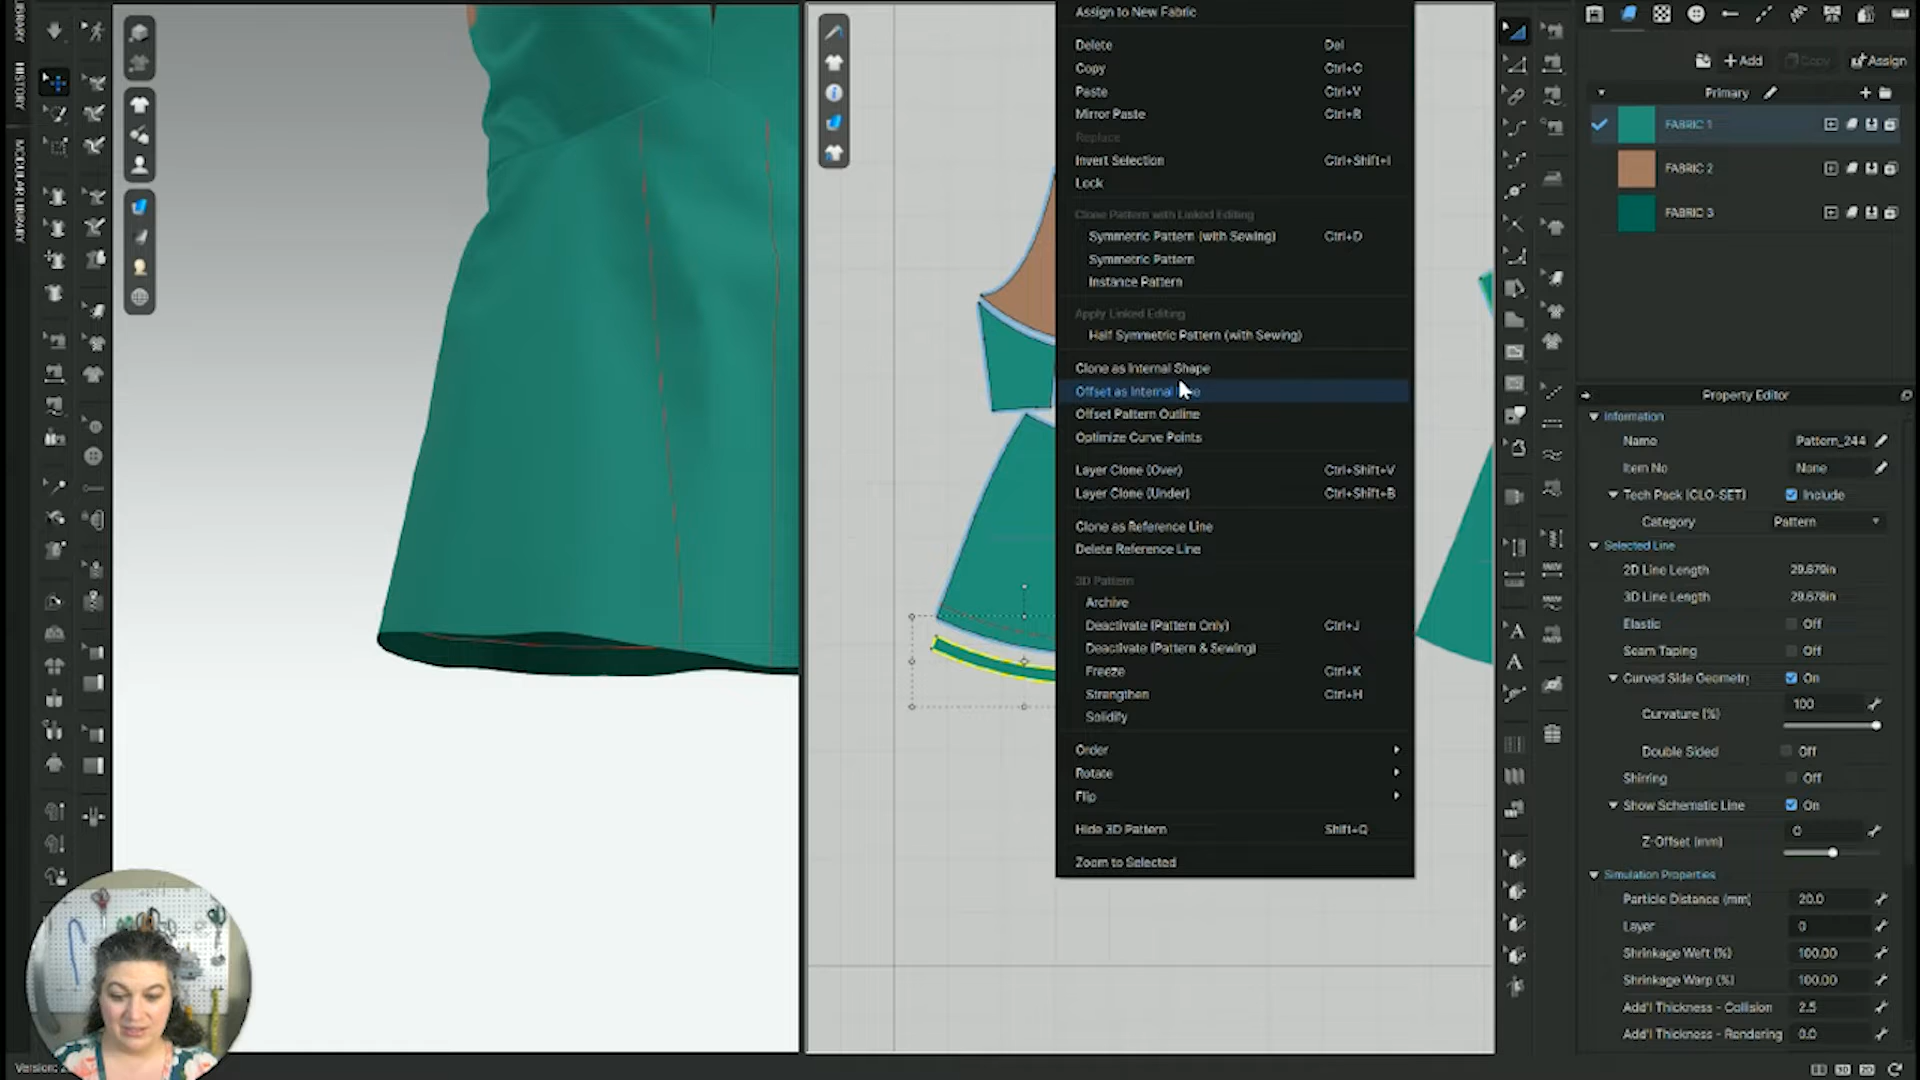 LIBRARY
HISTORY
MODULAR LIBRARY
Assign to New Fabric
Delete Del
Copy Ctrl+C
Paste Ctrl+V
Mirror Paste Ctrl+R
Replace
Invert Selection Ctrl+Shift+I
Lock
Clone Pattern with Linked Editing
Symmetric Pattern (with Sewing) Ctrl+D
Symmetric Pattern
Instance Pattern
Apply Linked Editing
Half Symmetric Pattern (with Sewing)
Clone as Internal Shape
Offset as Internal
Offset Pattern Outline
Optimize Curve Points
Layer Clone (Over) Ctrl+Shift+V
Layer Clone (Under) Ctrl+Shift+B
Clone as Reference Line
Delete Reference Line
3D Pattern
Archive
Deactivate (Pattern Only) Ctrl+J
Deactivate (Pattern & Sewing)
Freeze Ctrl+K
Strengthen Ctrl+H
Solidify
Order
Rotate
Flip
Hide 3D Pattern Shift+Q
Zoom to Selected
+ Add Copy Assign
Primary
FABRIC 1
FABRIC 2
FABRIC 3
Property Editor
Information
Name Pattern_244
Item No None
Tech Pack (CLO-SET) Include
Category Pattern
Selected Line
2D Line Length 29.679in
3D Line Length 29.678in
Elastic Off
Seam Taping Off
Curved Side Geometry On
Curvature (%) 100
Double Sided Off
Shirring Off
Show Schematic Line On
Z-Offset (mm) 0
Simulation Properties
Particle Distance (mm) 20.0
Layer 0
Shrinkage Weft (%) 100.00
Shrinkage Warp (%) 100.00
Add'l Thickness - Collision 2.5
Add'l Thickness - Rendering 0.0
Version:
3D 2D